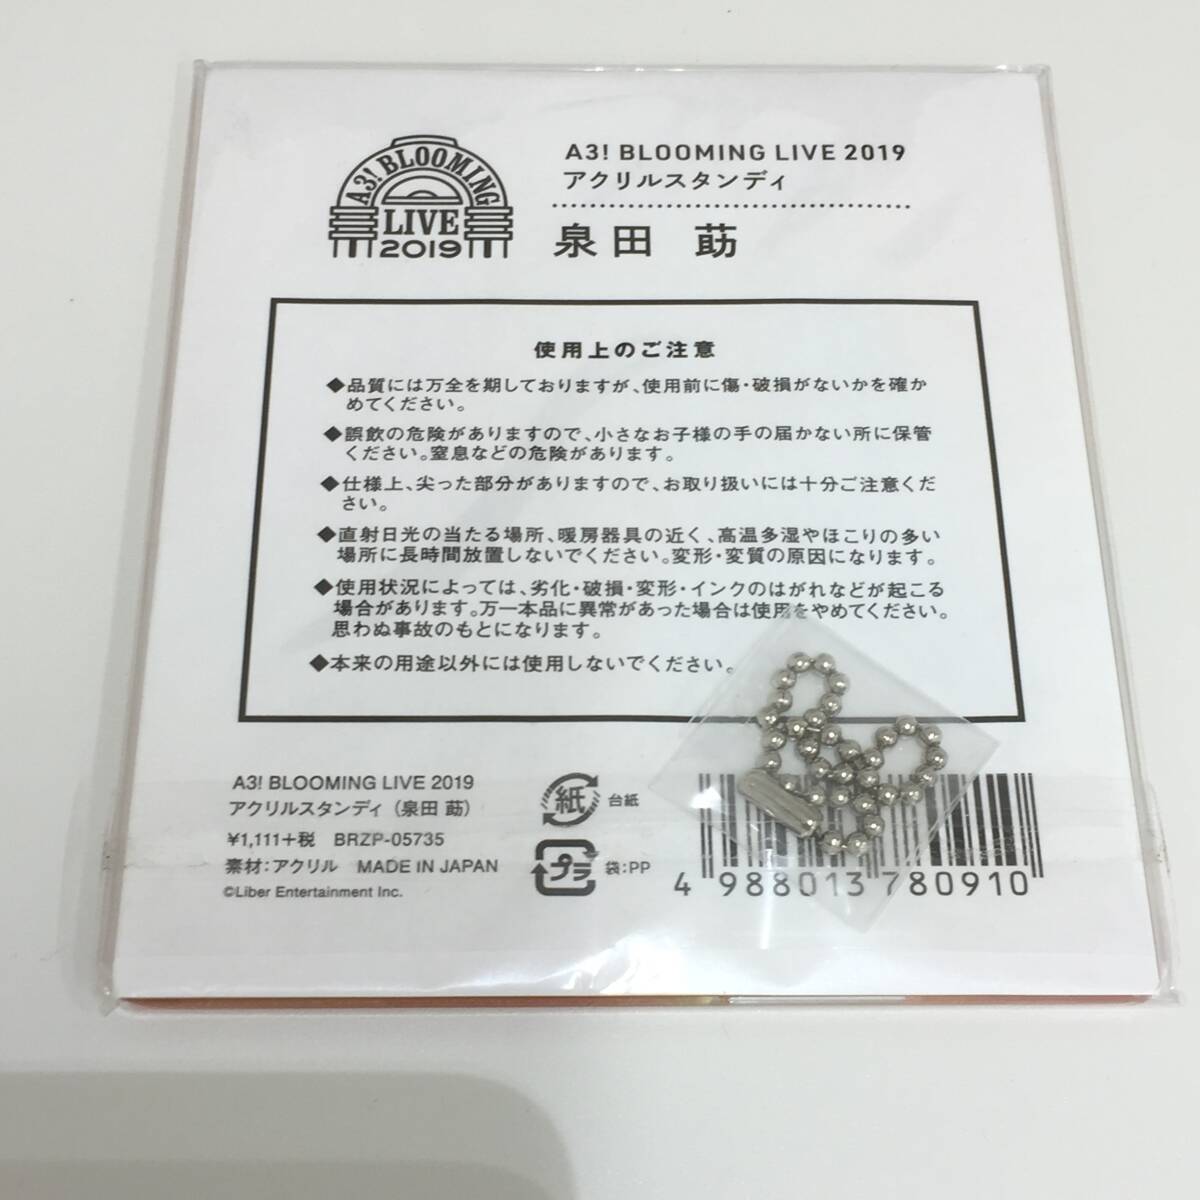 A3! BLOOMING
LIVE
2019
A3! BLOOMING LIVE 2019
アクリルスタンディ
泉田 莇
使用上のご注意
◆品質には万全を期しておりますが、使用前に傷・破損がないかを確か
めてください。
◆誤飲の危険がありますので、小さなお子様の手の届かない所に保管
ください。窒息などの危険があります。
◆仕様上、尖った部分がありますので、お取り扱いには十分ご注意くだ
さい。
◆直射日光の当たる場所、暖房器具の近く、高温多湿やほこりの多い
場所に長時間放置しないでください。変形・変質の原因になります。
◆使用状況によっては、劣化・破損・変形・インクのはがれなどが起こる
場合があります。万一本品に異常があった場合は使用をやめてください。
思わぬ事故のもとになります。
◆本来の用途以外には使用しないでください。
A3! BLOOMING LIVE 2019
アクリルスタンディ（泉田 莇）
¥1,111+税 BRZP-05735
素材：アクリル MADE IN JAPAN
©Liber Entertainment Inc.
紙 台紙
プラ 袋：PP
4 988013 780910